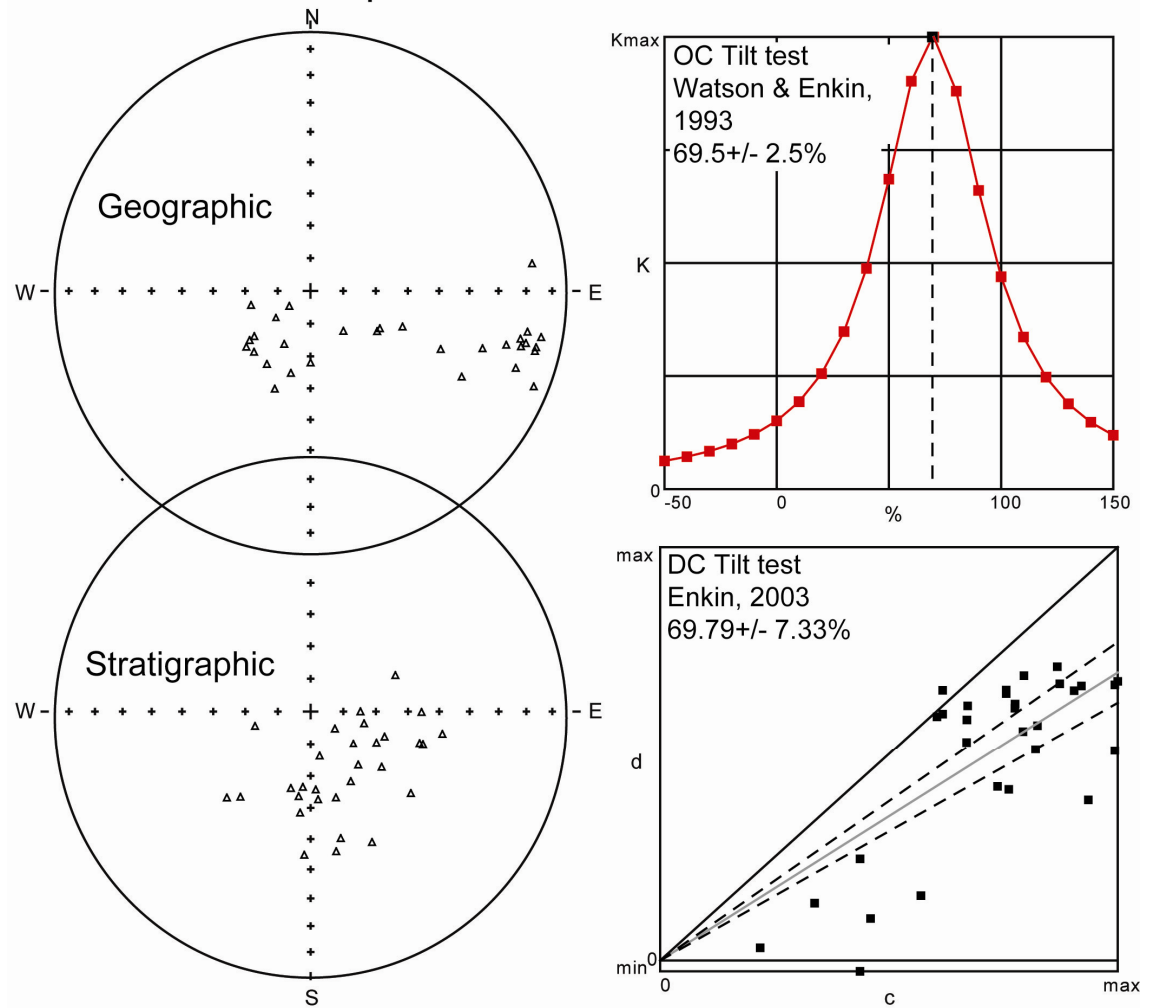 N
Geographic
W
E
Stratigraphic
W
E
S
Kmax
OC Tilt test
Watson & Enkin,
1993
69.5+/- 2.5%
K
0
-50
0
100
150
%
max
DC Tilt test
Enkin, 2003
69.79+/- 7.33%
d
min
0
0
c
max